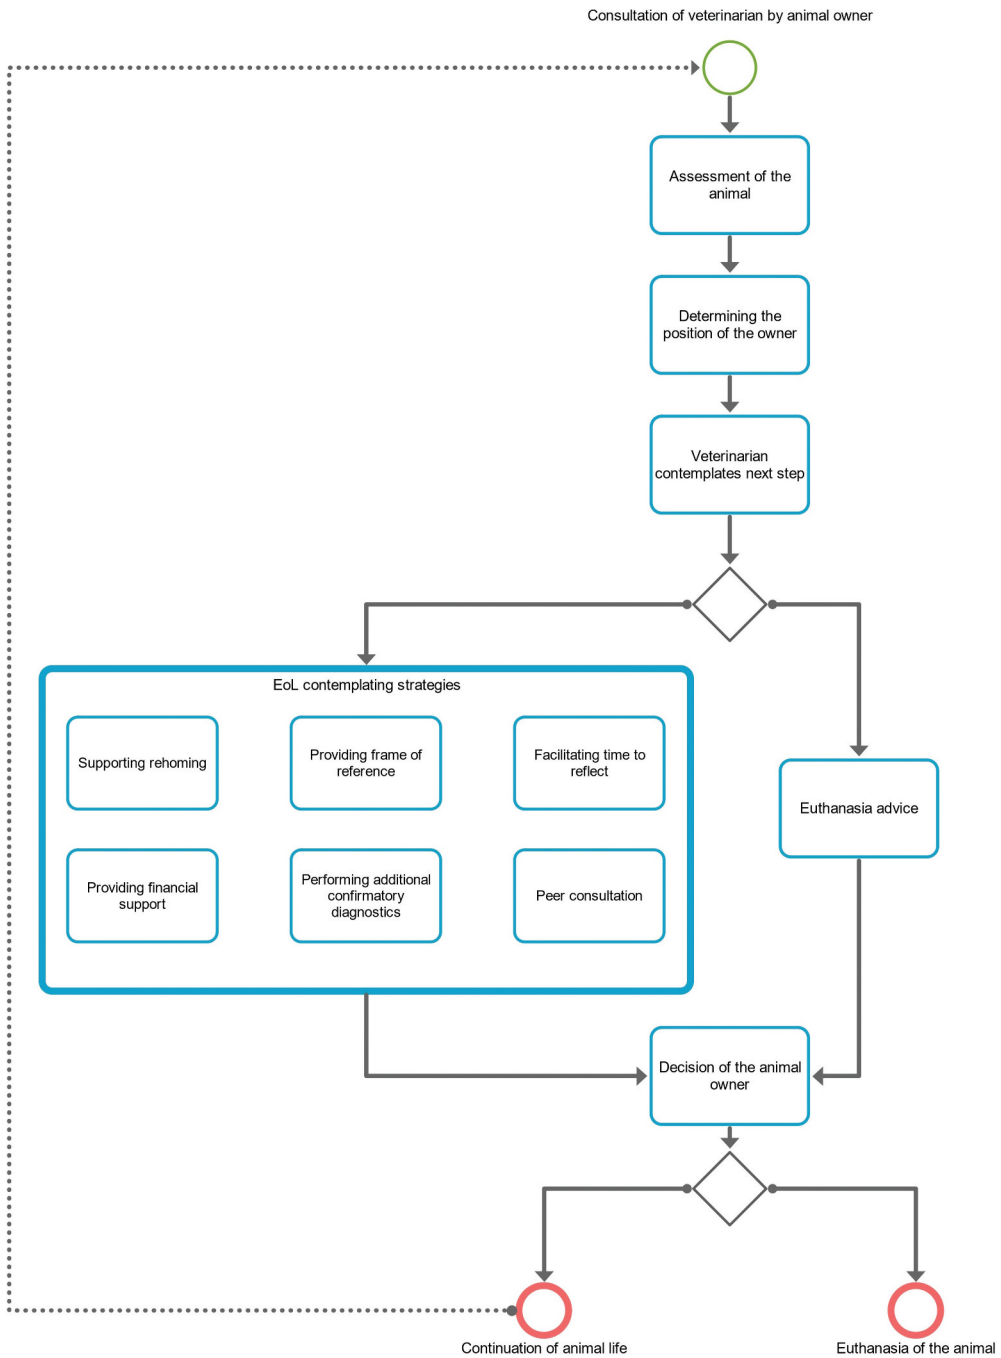 Consultation of veterinarian by animal owner
Assessment of the
animal
Determining the
position of the owner
Veterinarian
contemplates next step
EoL contemplating strategies
Supporting rehoming
Providing frame of
reference
Facilitating time to
reflect
Euthanasia advice
Providing financial
support
Performing additional
confirmatory
diagnostics
Peer consultation
Decision of the animal
owner
Continuation of animal life
Euthanasia of the animal